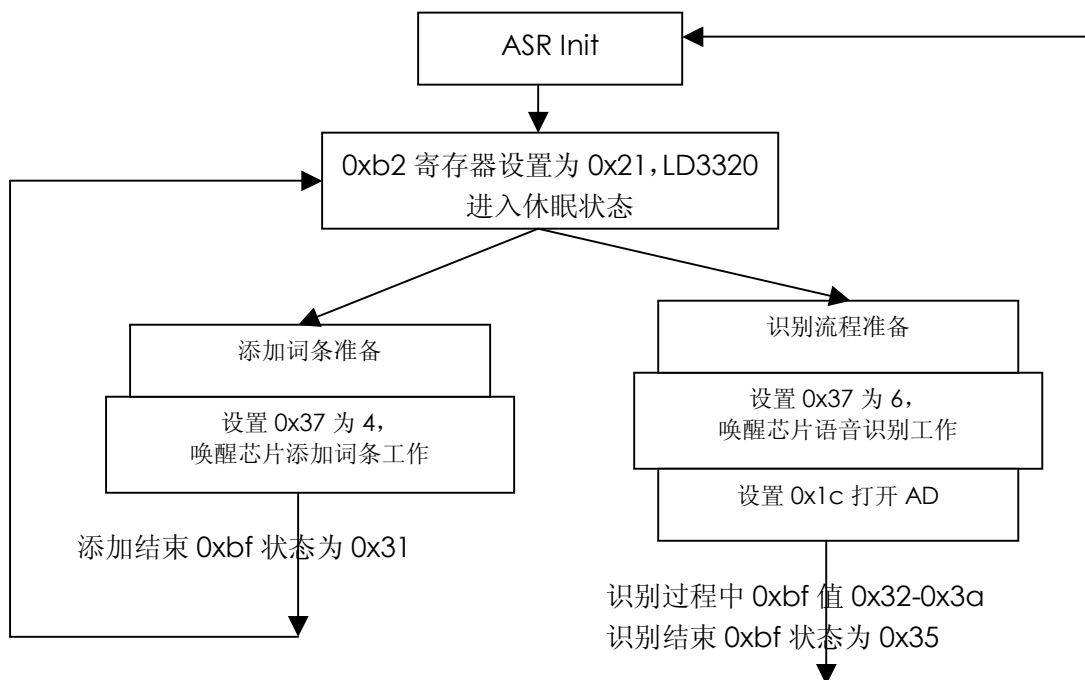 ASR Init
0xb2 寄存器设置为 0x21，LD3320
进入休眠状态
添加词条准备
设置 0x37 为 4，
唤醒芯片添加词条工作
添加结束 0xbf 状态为 0x31
识别流程准备
设置 0x37 为 6，
唤醒芯片语音识别工作
设置 0x1c 打开 AD
识别过程中 0xbf 值 0x32-0x3a
识别结束 0xbf 状态为 0x35